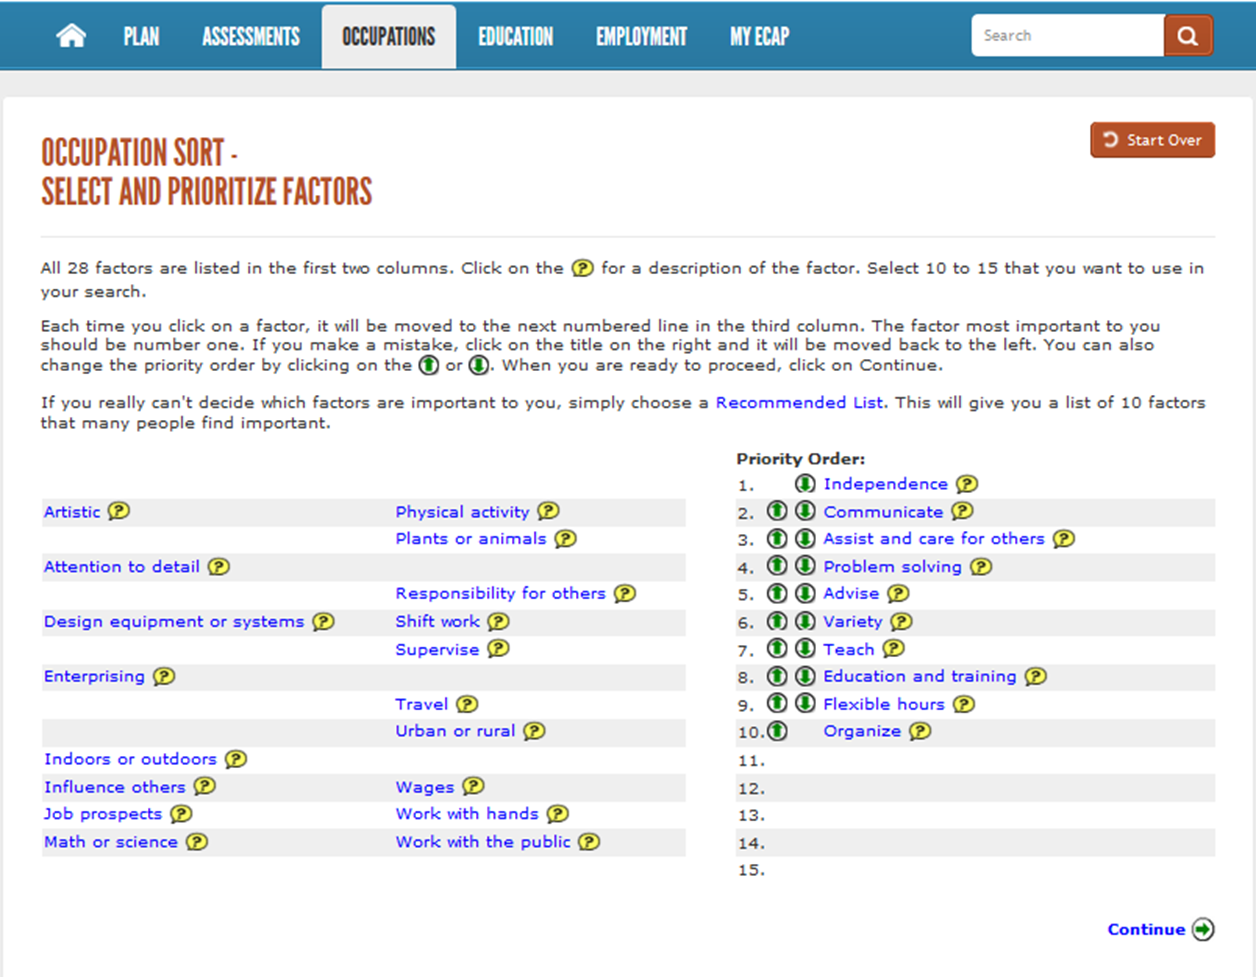 PLAN ASSESSMENTS OCCUPATIONS EDUCATION EMPLOYMENT MY ECAP Search
Start Over
OCCUPATION SORT -
SELECT AND PRIORITIZE FACTORS
All 28 factors are listed in the first two columns. Click on the ? for a description of the factor. Select 10 to 15 that you want to use in
your search.
Each time you click on a factor, it will be moved to the next numbered line in the third column. The factor most important to you
should be number one. If you make a mistake, click on the title on the right and it will be moved back to the left. You can also
change the priority order by clicking on the or . When you are ready to proceed, click on Continue.
If you really can't decide which factors are important to you, simply choose a Recommended List. This will give you a list of 10 factors
that many people find important.
Artistic ? Physical activity ?
Plants or animals ?
Attention to detail ?
Responsibility for others ?
Design equipment or systems ? Shift work ?
Supervise ?
Enterprising ?
Travel ?
Urban or rural ?
Indoors or outdoors ?
Influence others ? Wages ?
Job prospects ? Work with hands ?
Math or science ? Work with the public ?
Priority Order:
1. Independence ?
2. Communicate ?
3. Assist and care for others ?
4. Problem solving ?
5. Advise ?
6. Variety ?
7. Teach ?
8. Education and training ?
9. Flexible hours ?
10. Organize ?
11.
12.
13.
14.
15.
Continue